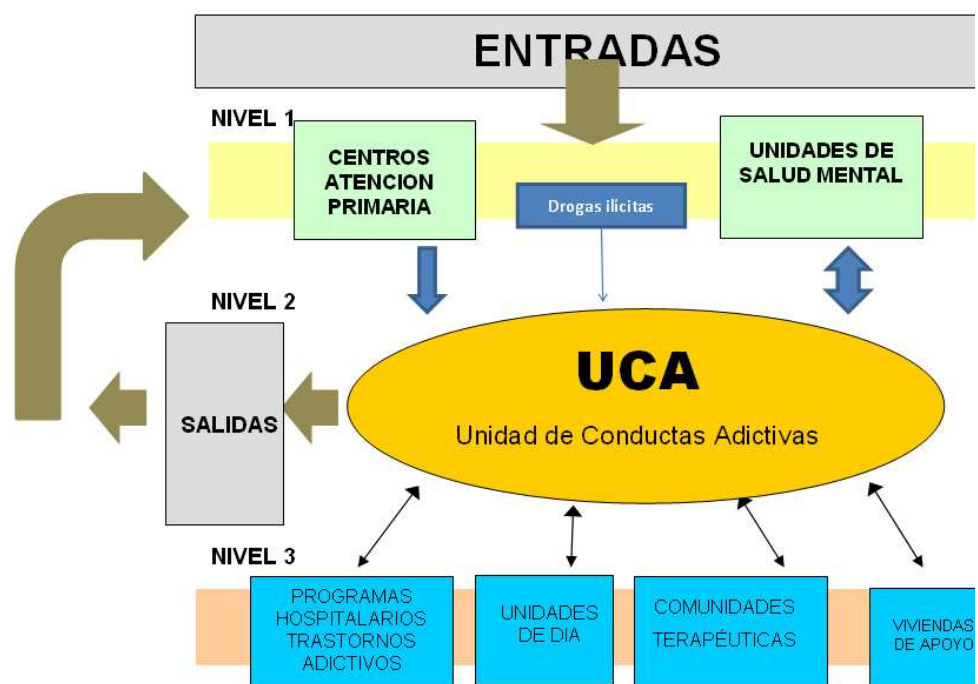 ENTRADAS
NIVEL 1
CENTROS
ATENCION
PRIMARIA
Drogas ilícitas
UNIDADES DE
SALUD MENTAL
NIVEL 2
UCA
Unidad de Conductas Adictivas
SALIDAS
NIVEL 3
PROGRAMAS
HOSPITALARIOS
TRASTORNOS
ADICTIVOS
UNIDADES
DE DIA
COMUNIDADES
TERAPÉUTICAS
VIVIENDAS
DE APOYO